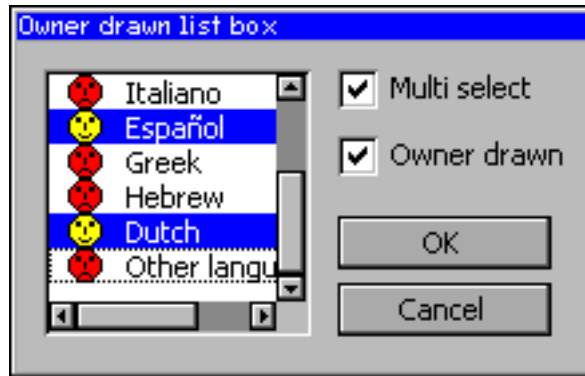 Owner drawn list box
Italiano
Español
Greek
Hebrew
Dutch
Other langu
Multi select
Owner drawn
OK
Cancel